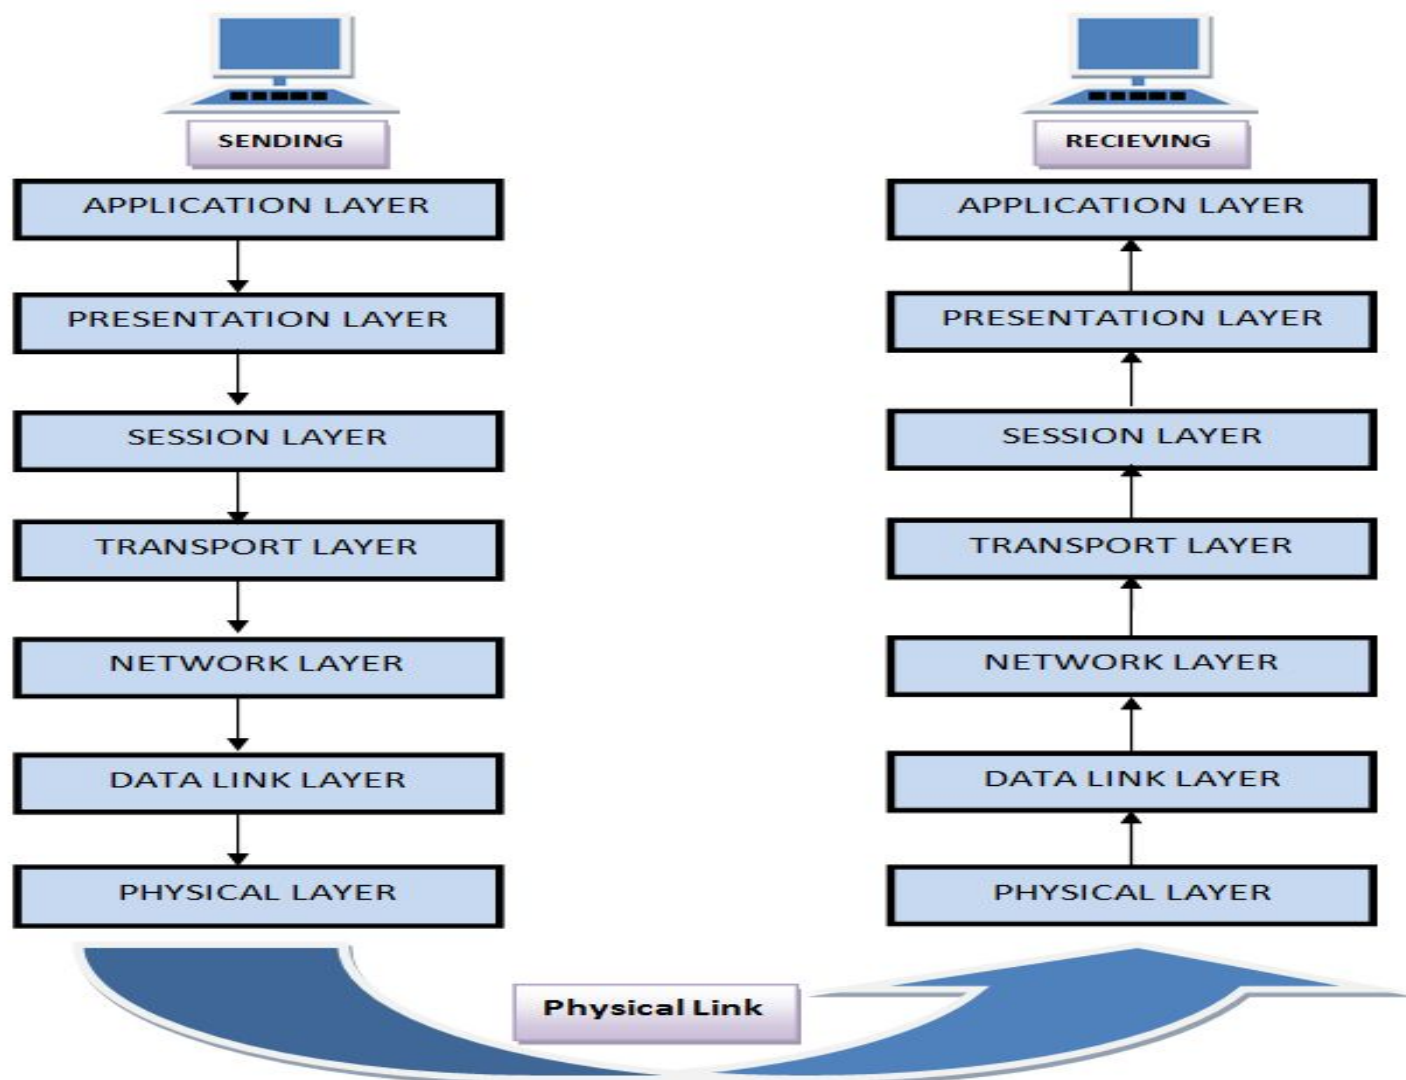 SENDING
APPLICATION LAYER
PRESENTATION LAYER
SESSION LAYER
TRANSPORT LAYER
NETWORK LAYER
DATA LINK LAYER
PHYSICAL LAYER
RECIEVING
APPLICATION LAYER
PRESENTATION LAYER
SESSION LAYER
TRANSPORT LAYER
NETWORK LAYER
DATA LINK LAYER
PHYSICAL LAYER
Physical Link